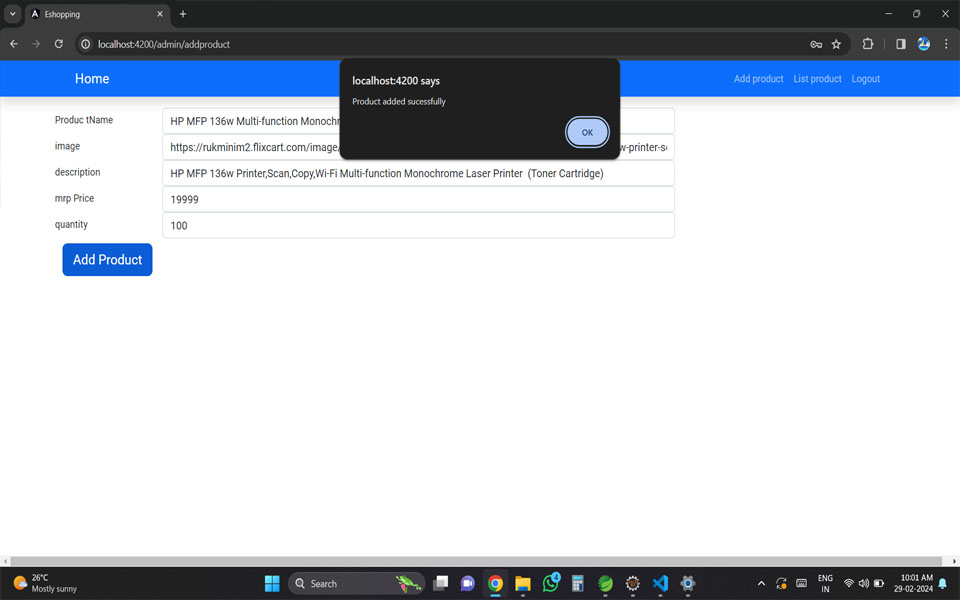 Eshopping
localhost:4200/admin/addproduct
localhost:4200 says
Product added sucessfully
OK
Home
Add product List product Logout
Produc tName HP MFP 136w Multi-function Monochr
image https://rukminim2.flixcart.com/image/ w-printer-s
description HP MFP 136w Printer,Scan,Copy,Wi-Fi Multi-function Monochrome Laser Printer (Toner Cartridge)
mrp Price 19999
quantity 100
Add Product
26°C
Mostly sunny
Search
4
ENG
IN
10:01 AM
29-02-2024